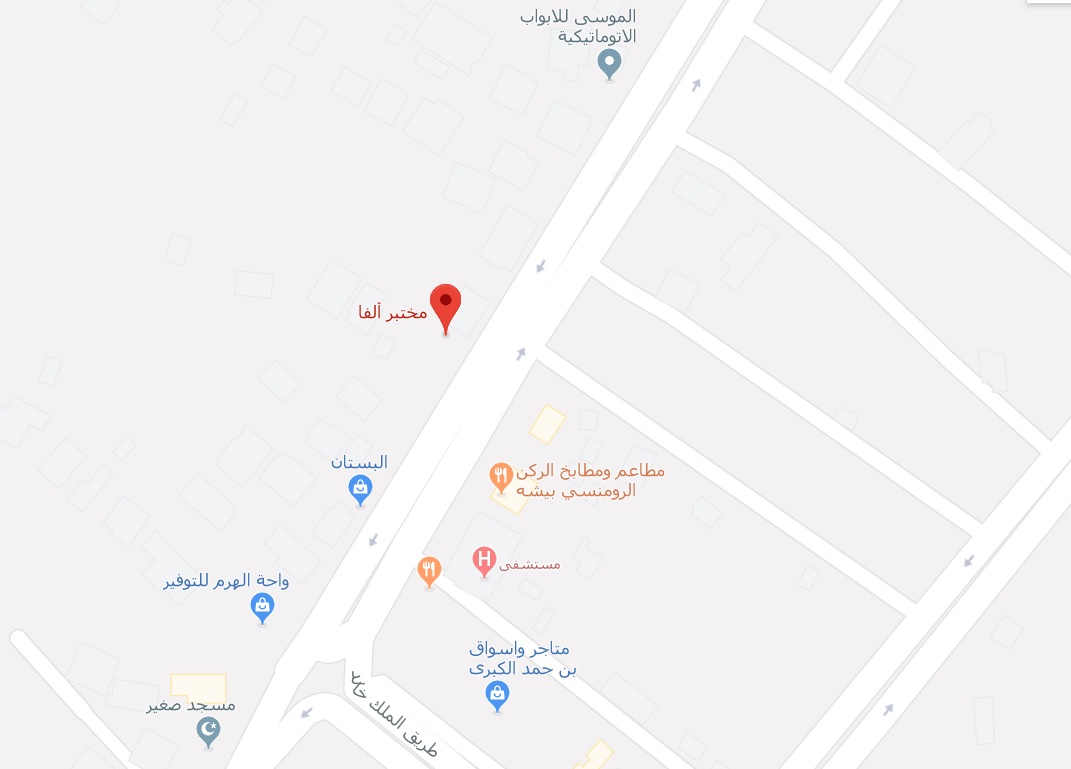 الموسى للابواب
الاتوماتيكية
مختبر ألفا
البستان
مطاعم ومطابخ الركن
الرومنسي بيشه
مستشفى
واحة الهرم للتوفير
متاجر واسواق
بن حمد الكبرى
مسجد صغير
طريق الملك خالد